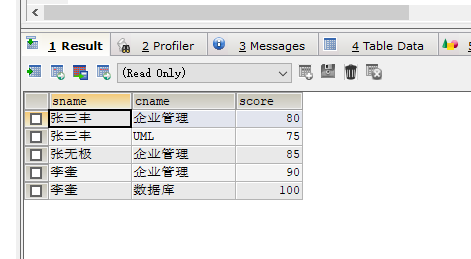 1 Result 2 Profiler 3 Messages 4 Table Data
(Read Only)
sname cname score
张三丰 企业管理 80
张三丰 UML 75
张无极 企业管理 85
李奎 企业管理 90
李奎 数据库 100